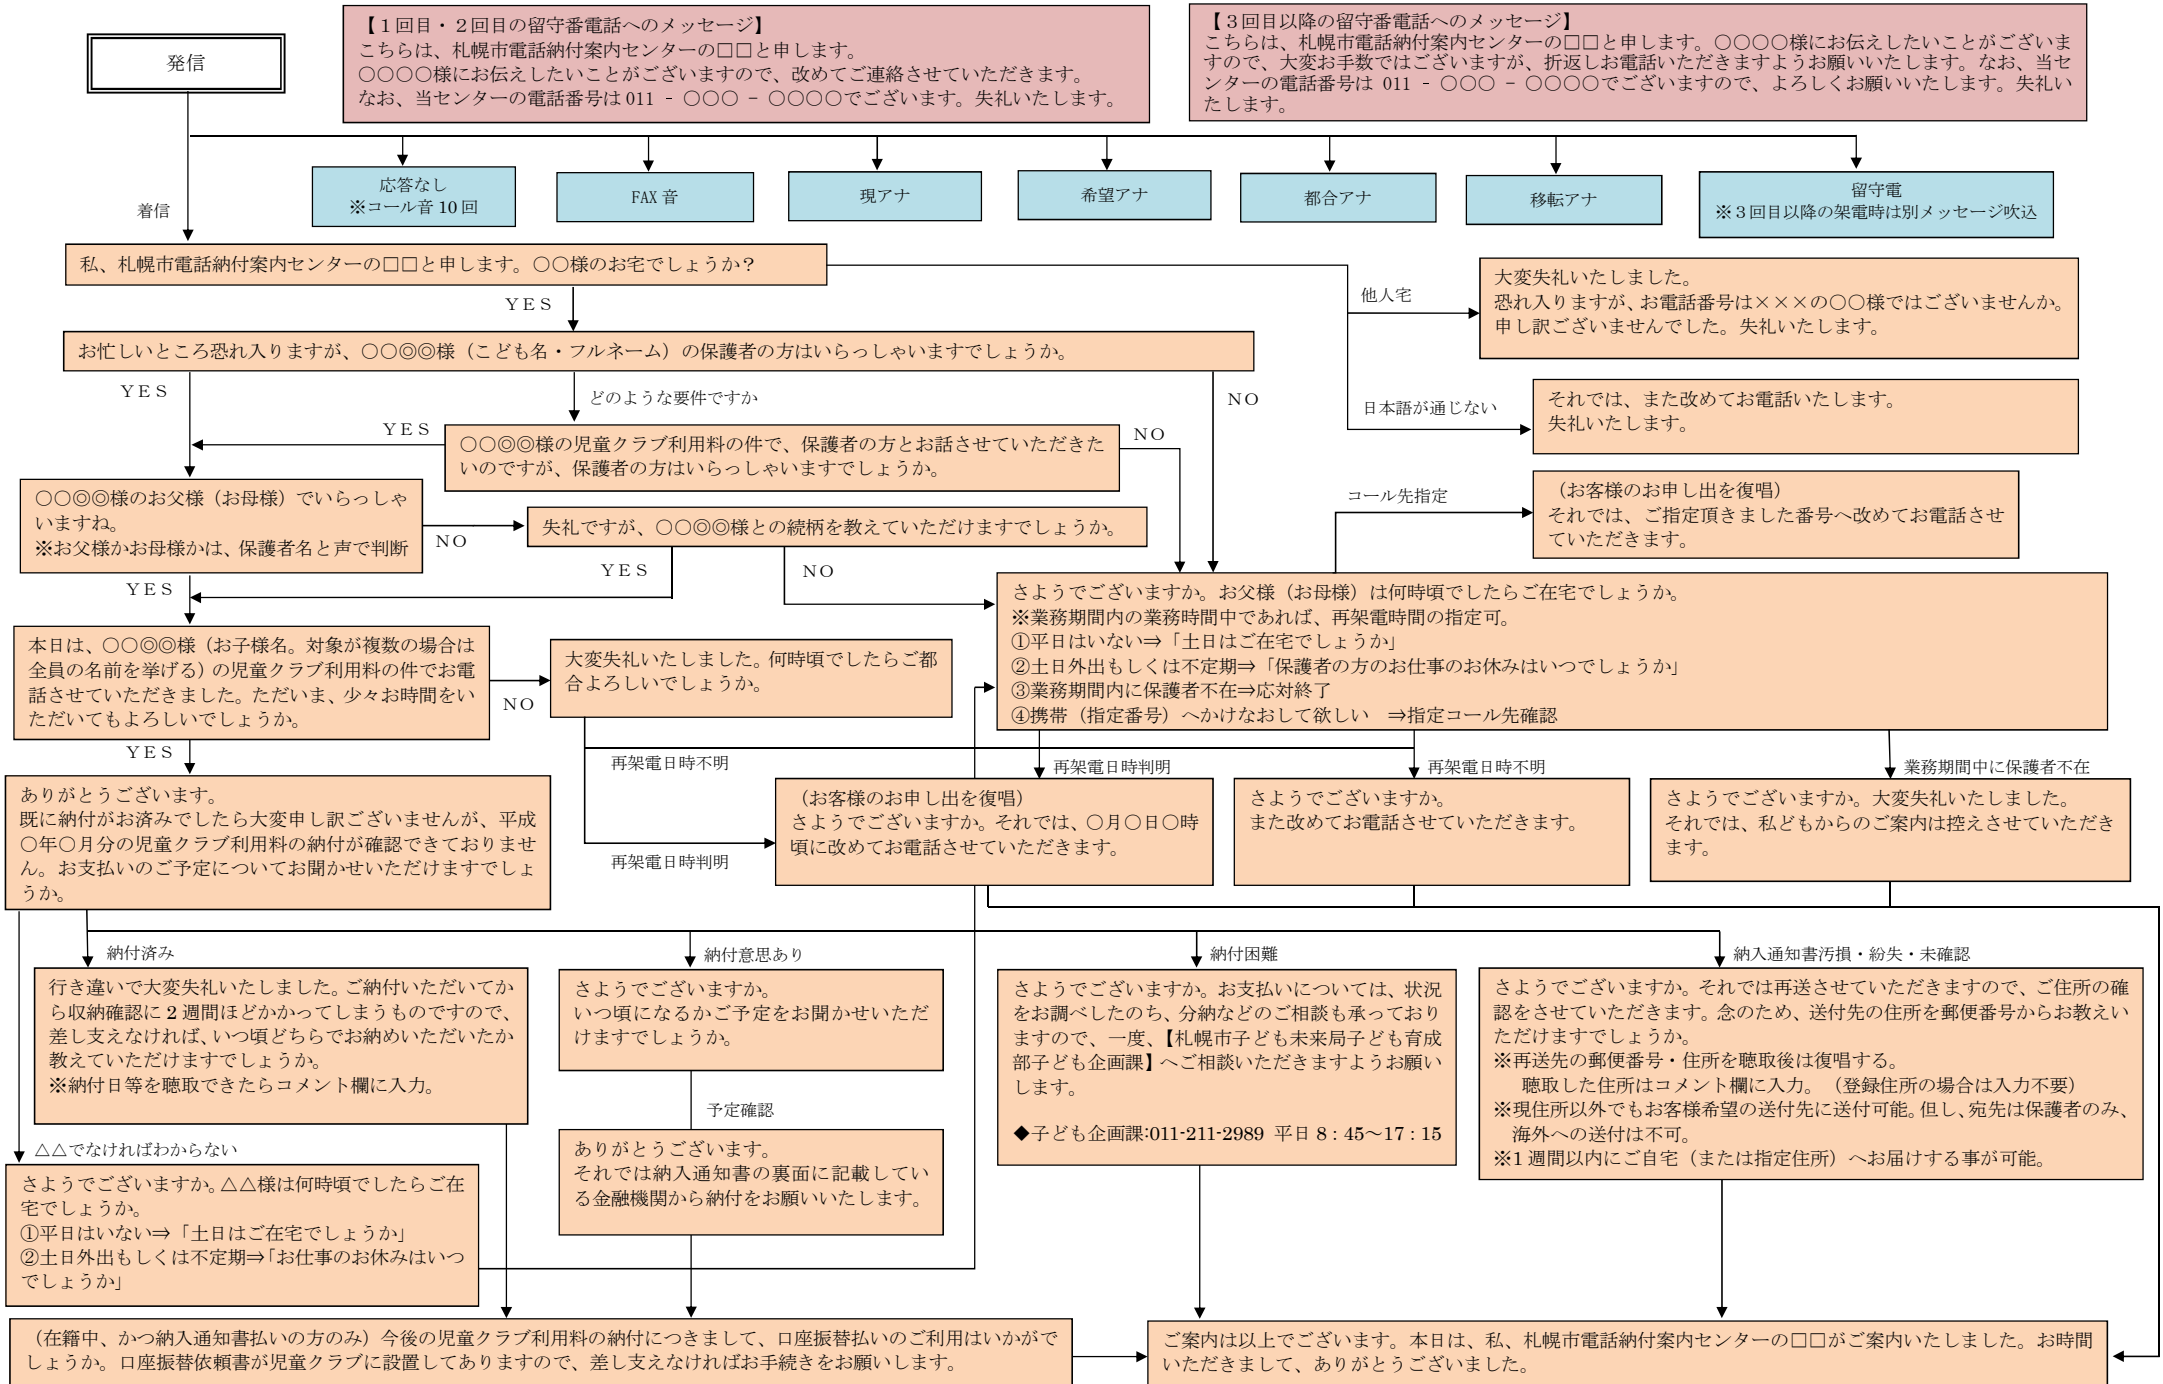 発信
【１回目・２回目の留守番電話へのメッセージ】
こちらは、札幌市電話納付案内センターの□□と申します。
〇〇〇〇様にお伝えしたいことがございますので、改めてご連絡させていただきます。
なお、当センターの電話番号は 011 - 〇〇〇 - 〇〇〇〇でございます。失礼いたします。
【３回目以降の留守番電話へのメッセージ】
こちらは、札幌市電話納付案内センターの□□と申します。〇〇〇〇様にお伝えしたいことがございま
すので、大変お手数ではございますが、折返しお電話いただきますようお願いいたします。なお、当セ
ンターの電話番号は 011 - 〇〇〇 - 〇〇〇〇でございますので、よろしくお願いいたします。失礼い
たします。
応答なし
※コール音 10 回
FAX 音
現アナ
希望アナ
都合アナ
移転アナ
留守電
※３回目以降の架電時は別メッセージ吹込
着信
私、札幌市電話納付案内センターの□□と申します。〇〇様のお宅でしょうか？
他人宅
大変失礼いたしました。
恐れ入りますが、お電話番号は×××の〇〇様ではございませんか。
申し訳ございませんでした。失礼いたします。
ＹＥＳ
お忙しいところ恐れ入りますが、〇〇◎◎様（こども名・フルネーム）の保護者の方はいらっしゃいますでしょうか。
日本語が通じない
それでは、また改めてお電話いたします。
失礼いたします。
ＹＥＳ
どのような要件ですか
ＮＯ
ＹＥＳ
〇〇◎◎様の児童クラブ利用料の件で、保護者の方とお話させていただきた
いのですが、保護者の方はいらっしゃいますでしょうか。
ＮＯ
コール先指定
（お客様のお申し出を復唱）
それでは、ご指定頂きました番号へ改めてお電話させ
ていただきます。
〇〇◎◎様のお父様（お母様）でいらっしゃ
いますね。
※お父様かお母様かは、保護者名と声で判断
ＮＯ
失礼ですが、〇〇◎◎様との続柄を教えていただけますでしょうか。
ＹＥＳ
ＮＯ
ＹＥＳ
さようでございますか。お父様（お母様）は何時頃でしたらご在宅でしょうか。
※業務期間内の業務時間中であれば、再架電時間の指定可。
①平日はいない⇒「土日はご在宅でしょうか」
②土日外出もしくは不定期⇒「保護者の方のお仕事のお休みはいつでしょうか」
③業務期間内に保護者不在⇒応対終了
④携帯（指定番号）へかけなおして欲しい　⇒指定コール先確認
本日は、〇〇◎◎様（お子様名。対象が複数の場合は
全員の名前を挙げる）の児童クラブ利用料の件でお電
話させていただきました。ただいま、少々お時間をい
ただいてもよろしいでしょうか。
ＮＯ
大変失礼いたしました。何時頃でしたらご都
合よろしいでしょうか。
ＹＥＳ
再架電日時不明
再架電日時判明
再架電日時判明
再架電日時不明
業務期間中に保護者不在
（お客様のお申し出を復唱）
さようでございますか。それでは、〇月〇日〇時
頃に改めてお電話させていただきます。
さようでございますか。
また改めてお電話させていただきます。
さようでございますか。大変失礼いたしました。
それでは、私どもからのご案内は控えさせていただき
ます。
ありがとうございます。
既に納付がお済みでしたら大変申し訳ございませんが、平成
〇年〇月分の児童クラブ利用料の納付が確認できておりませ
ん。お支払いのご予定についてお聞かせいただけますでしょ
うか。
納付済み
行き違いで大変失礼いたしました。ご納付いただいてか
ら収納確認に 2 週間ほどかかってしまうものですので、
差し支えなければ、いつ頃どちらでお納めいただいたか
教えていただけますでしょうか。
※納付日等を聴取できたらコメント欄に入力。
納付意思あり
さようでございますか。
いつ頃になるかご予定をお聞かせいただ
けますでしょうか。
予定確認
ありがとうございます。
それでは納入通知書の裏面に記載してい
る金融機関から納付をお願いいたします。
納付困難
さようでございますか。お支払いについては、状況
をお調べしたのち、分納などのご相談も承っており
ますので、一度、【札幌市子ども未来局子ども育成
部子ども企画課】へご相談いただきますようお願い
します。
◆子ども企画課:011-211-2989 平日 8：45～17：15
納入通知書汚損・紛失・未確認
さようでございますか。それでは再送させていただきますので、ご住所の確
認をさせていただきます。念のため、送付先の住所を郵便番号からお教えい
ただけますでしょうか。
※再送先の郵便番号・住所を聴取後は復唱する。
聴取した住所はコメント欄に入力。（登録住所の場合は入力不要）
※現住所以外でもお客様希望の送付先に送付可能。但し、宛先は保護者のみ、
海外への送付は不可。
※1 週間以内にご自宅（または指定住所）へお届けする事が可能。
△△でなければわからない
さようでございますか。△△様は何時頃でしたらご在
宅でしょうか。
①平日はいない⇒「土日はご在宅でしょうか」
②土日外出もしくは不定期⇒「お仕事のお休みはいつ
でしょうか」
（在籍中、かつ納入通知書払いの方のみ）今後の児童クラブ利用料の納付につきまして、口座振替払いのご利用はいかがで
しょうか。口座振替依頼書が児童クラブに設置してありますので、差し支えなければお手続きをお願いします。
ご案内は以上でございます。本日は、私、札幌市電話納付案内センターの□□がご案内いたしました。お時間
いただきまして、ありがとうございました。